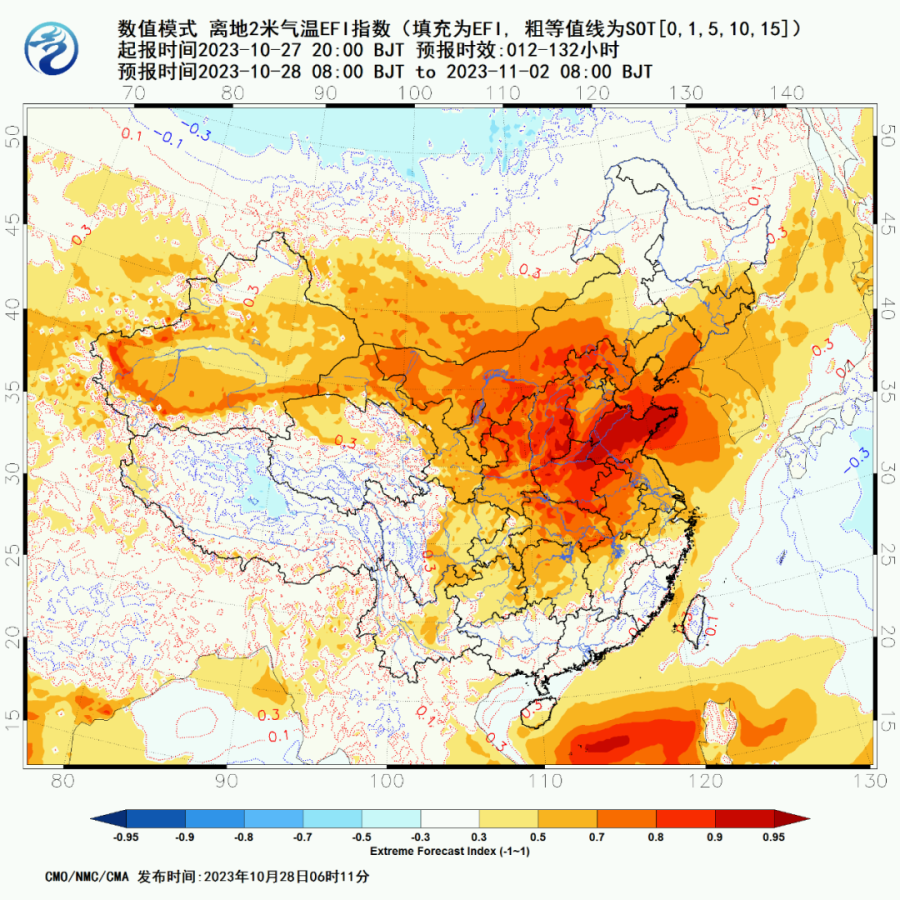 数值模式 离地2米气温EFI指数（填充为EFI, 粗等值线为SOT[0,1,5,10,15]）
起报时间2023-10-27 20:00 BJT 预报时效:012-132小时
预报时间2023-10-28 08:00 BJT to 2023-11-02 08:00 BJT
70 80 90 100 110 120 130 140
50 50
0.1 -0.1 -0.3
0.1
45 45
0.3 0.3
0.3
0.3
40 40
0.3
0.1
35 35
0.3
-0.3
30 30
25 25
0.3
20 20
0.1
15 15
0.3 0.1 0.5
0.1 0.3
80 90 100 110 120 130
-0.95 -0.9 -0.8 -0.7 -0.5 -0.3 0.3 0.5 0.7 0.8 0.9 0.95
Extreme Forecast Index (-1~1)
CMO/NMC/CMA 发布时间:2023年10月28日06时11分